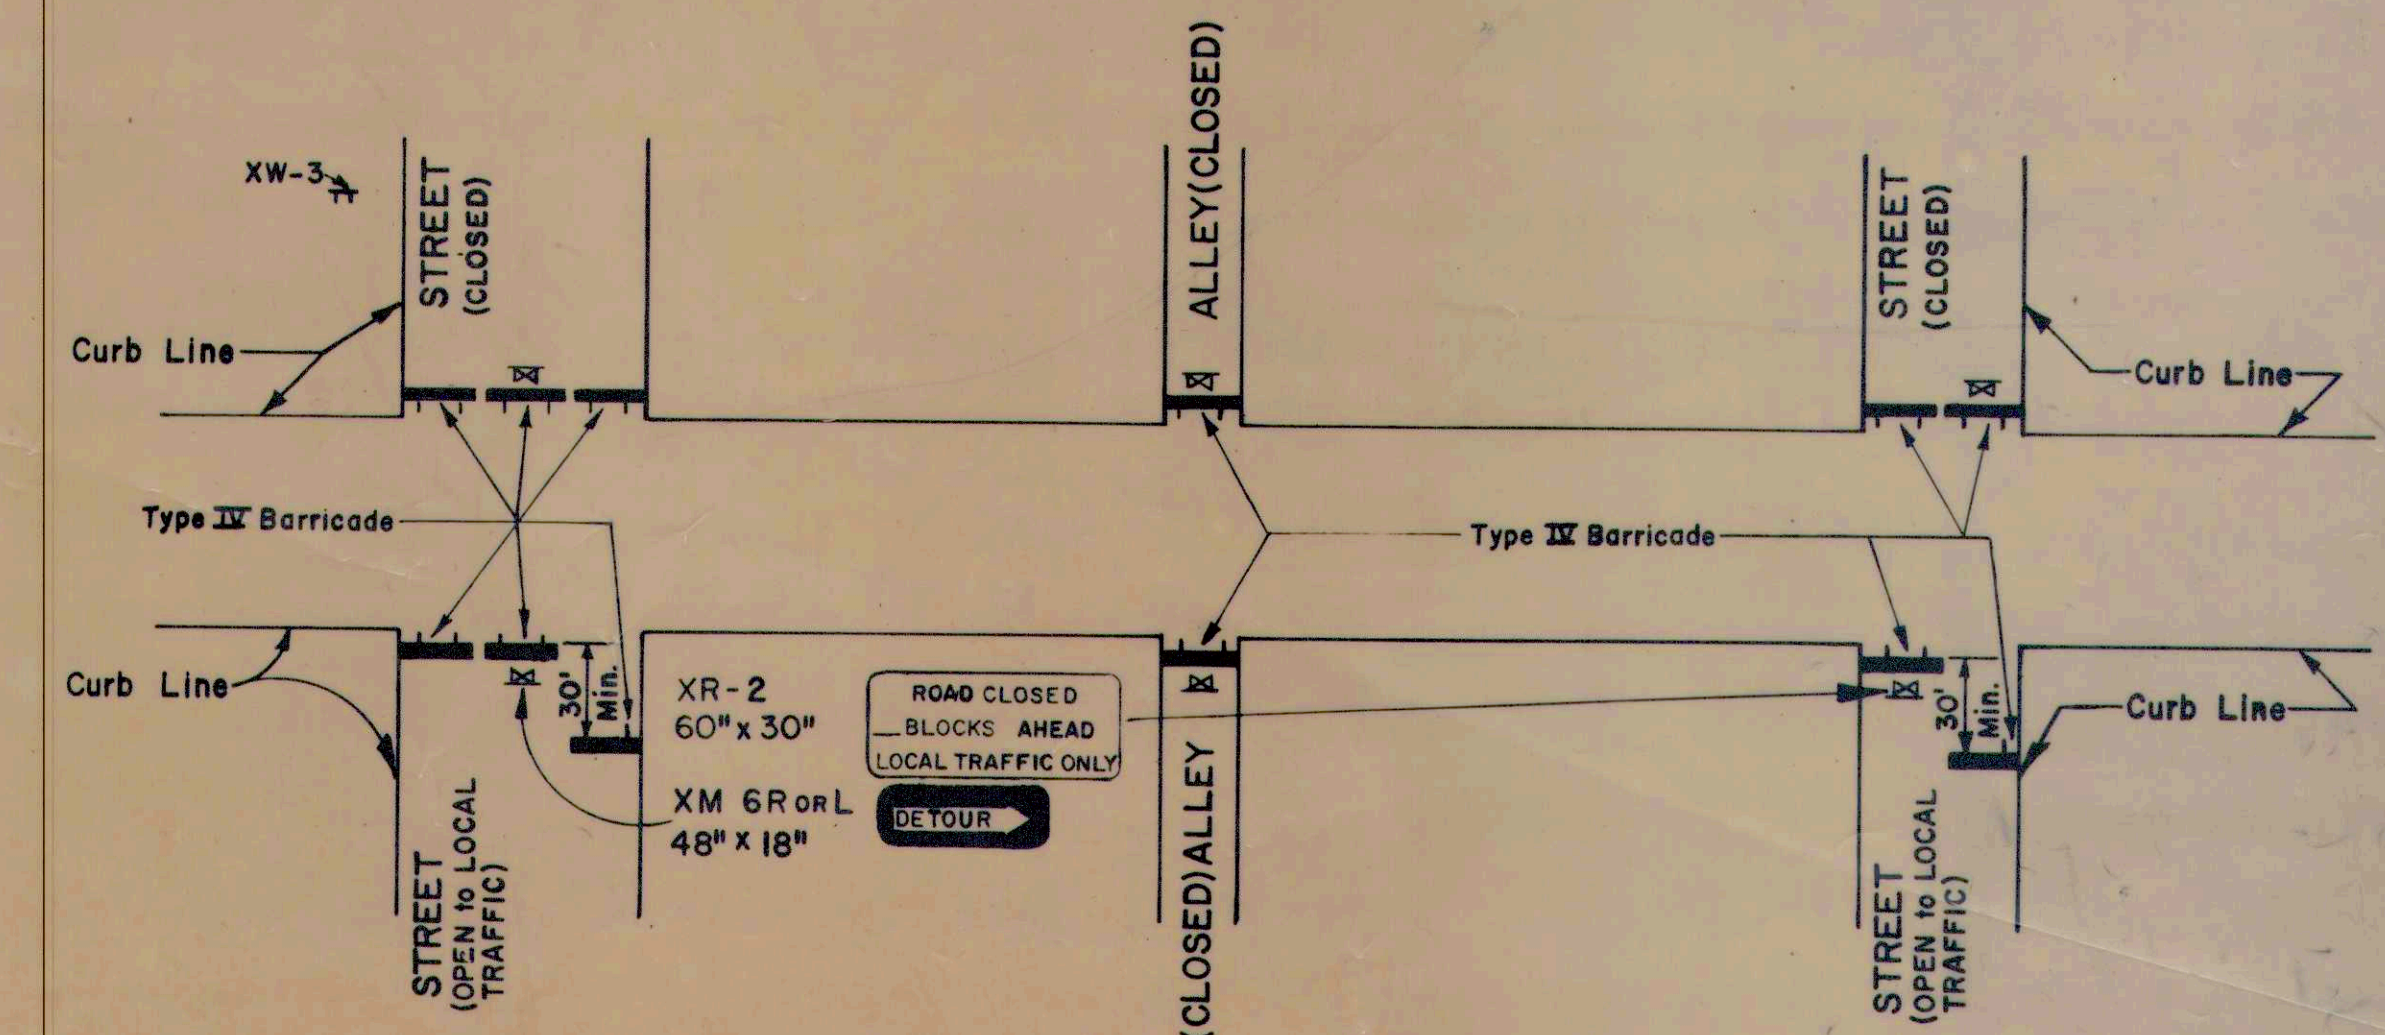 ALLEY(CLOSED)
XW-3
STREET
(CLOSED)
STREET
(CLOSED)
Curb Line
Curb Line
Type IV Barricade
Type IV Barricade
Curb Line
30'
Min.
XR-2
60" x 30"
ROAD CLOSED
__BLOCKS AHEAD
LOCAL TRAFFIC ONLY
30'
Min.
Curb Line
XM 6R OR L
48" X 18"
DETOUR
STREET
(OPEN to LOCAL
TRAFFIC)
(CLOSED)ALLEY
STREET
(OPEN to LOCAL
TRAFFIC)